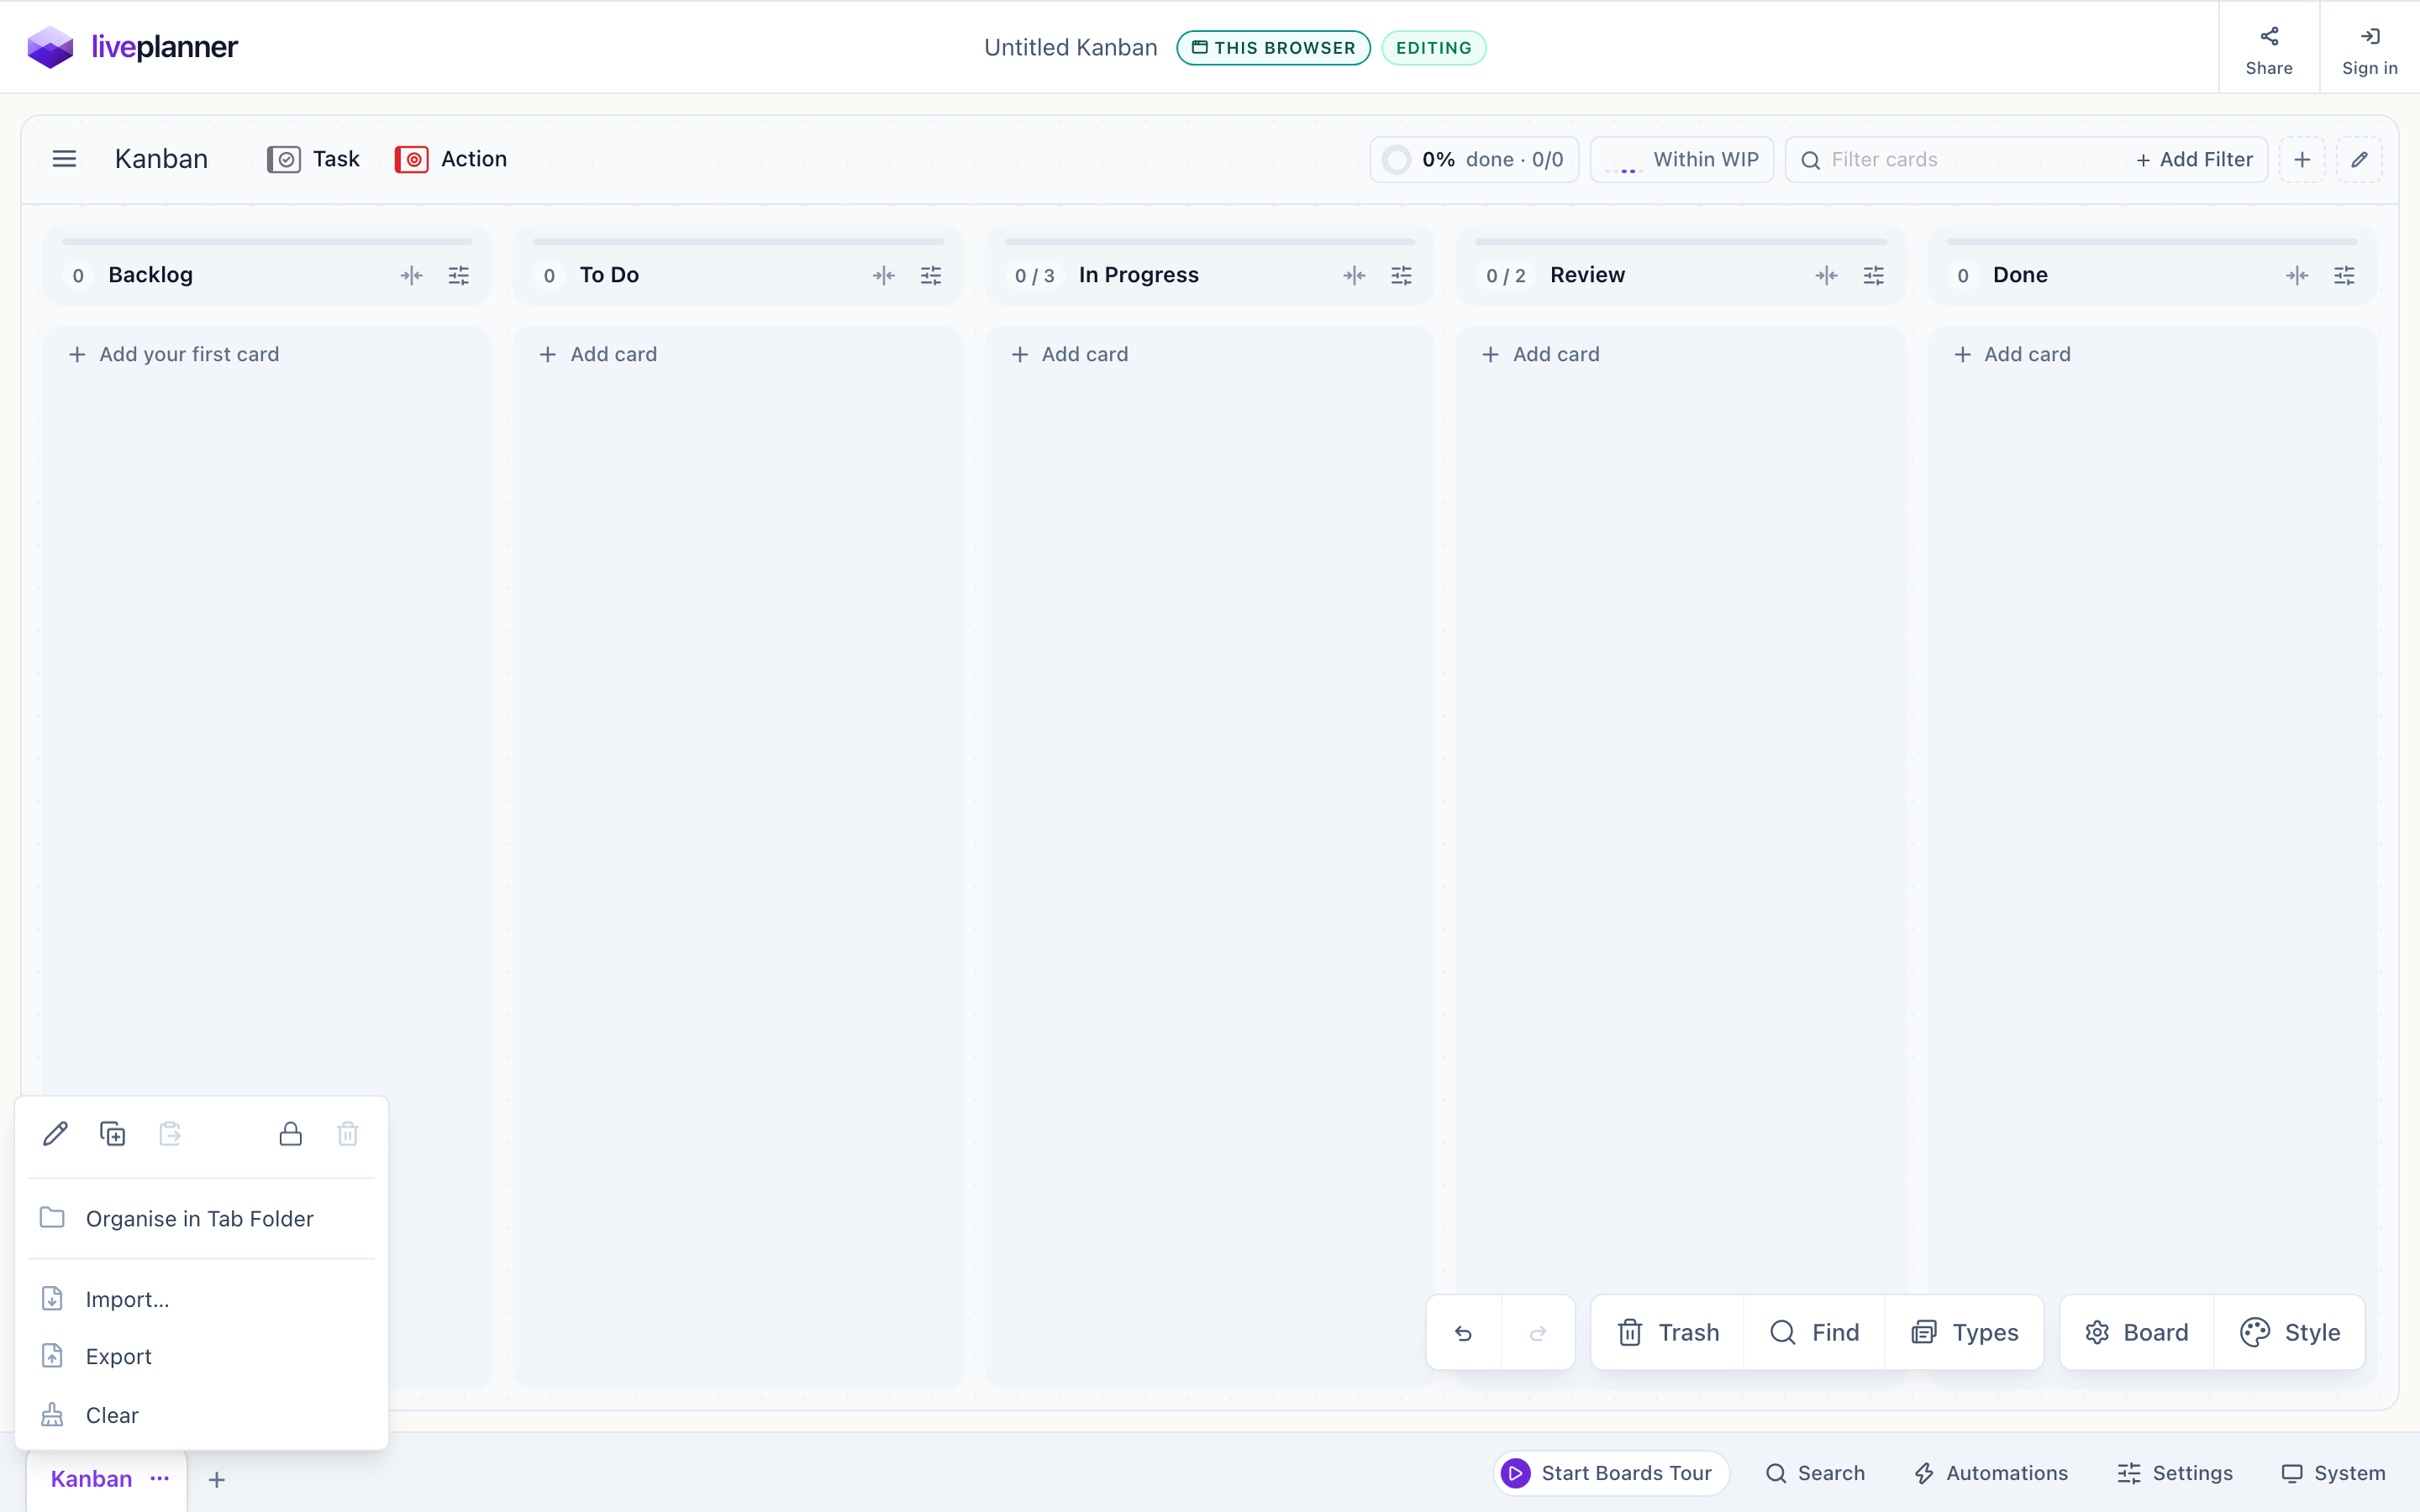 liveplanner
Untitled Kanban THIS BROWSER EDITING
Share
Sign in
Kanban Task Action
0% done · 0/0 Within WIP Filter cards + Add Filter
0 Backlog
0 To Do
0 / 3 In Progress
0 / 2 Review
0 Done
+ Add your first card
+ Add card
+ Add card
+ Add card
+ Add card
Organise in Tab Folder
Import...
Export
Clear
Trash Find Types Board Style
Kanban ··· +
Start Boards Tour Search Automations Settings System